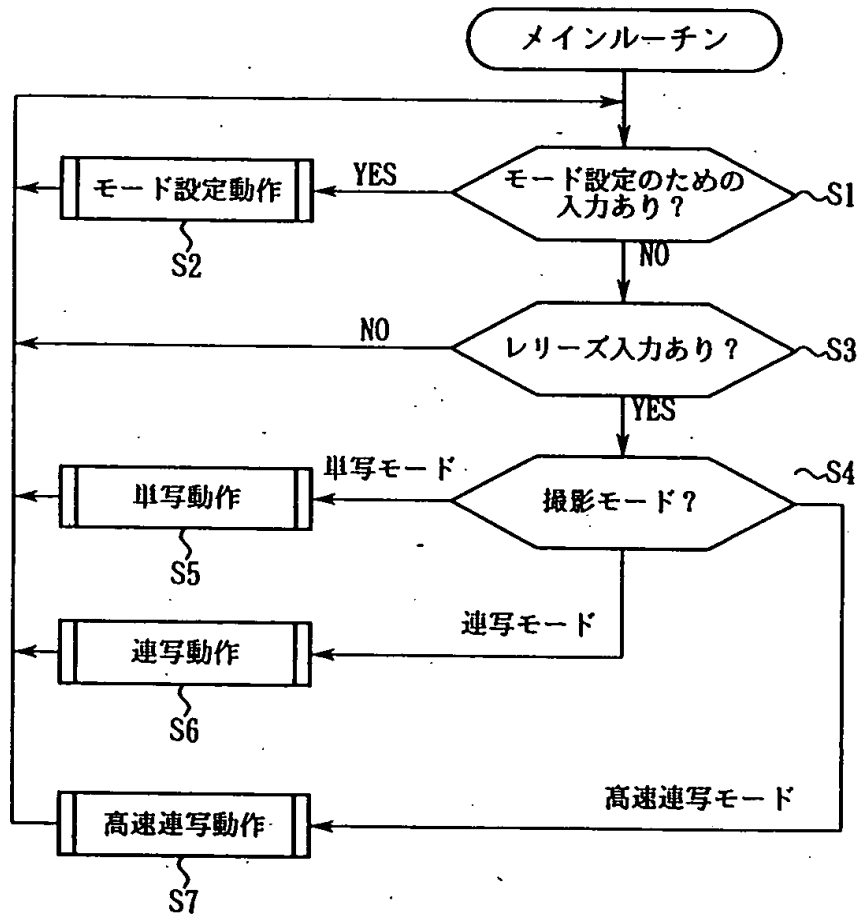 メインルーチン
モード設定のための
入力あり?
S1
YES
モード設定動作
S2
NO
レリーズ入力あり?
S3
NO
YES
撮影モード?
S4
単写モード
単写動作
S5
連写モード
連写動作
S6
高速連写モード
高速連写動作
S7